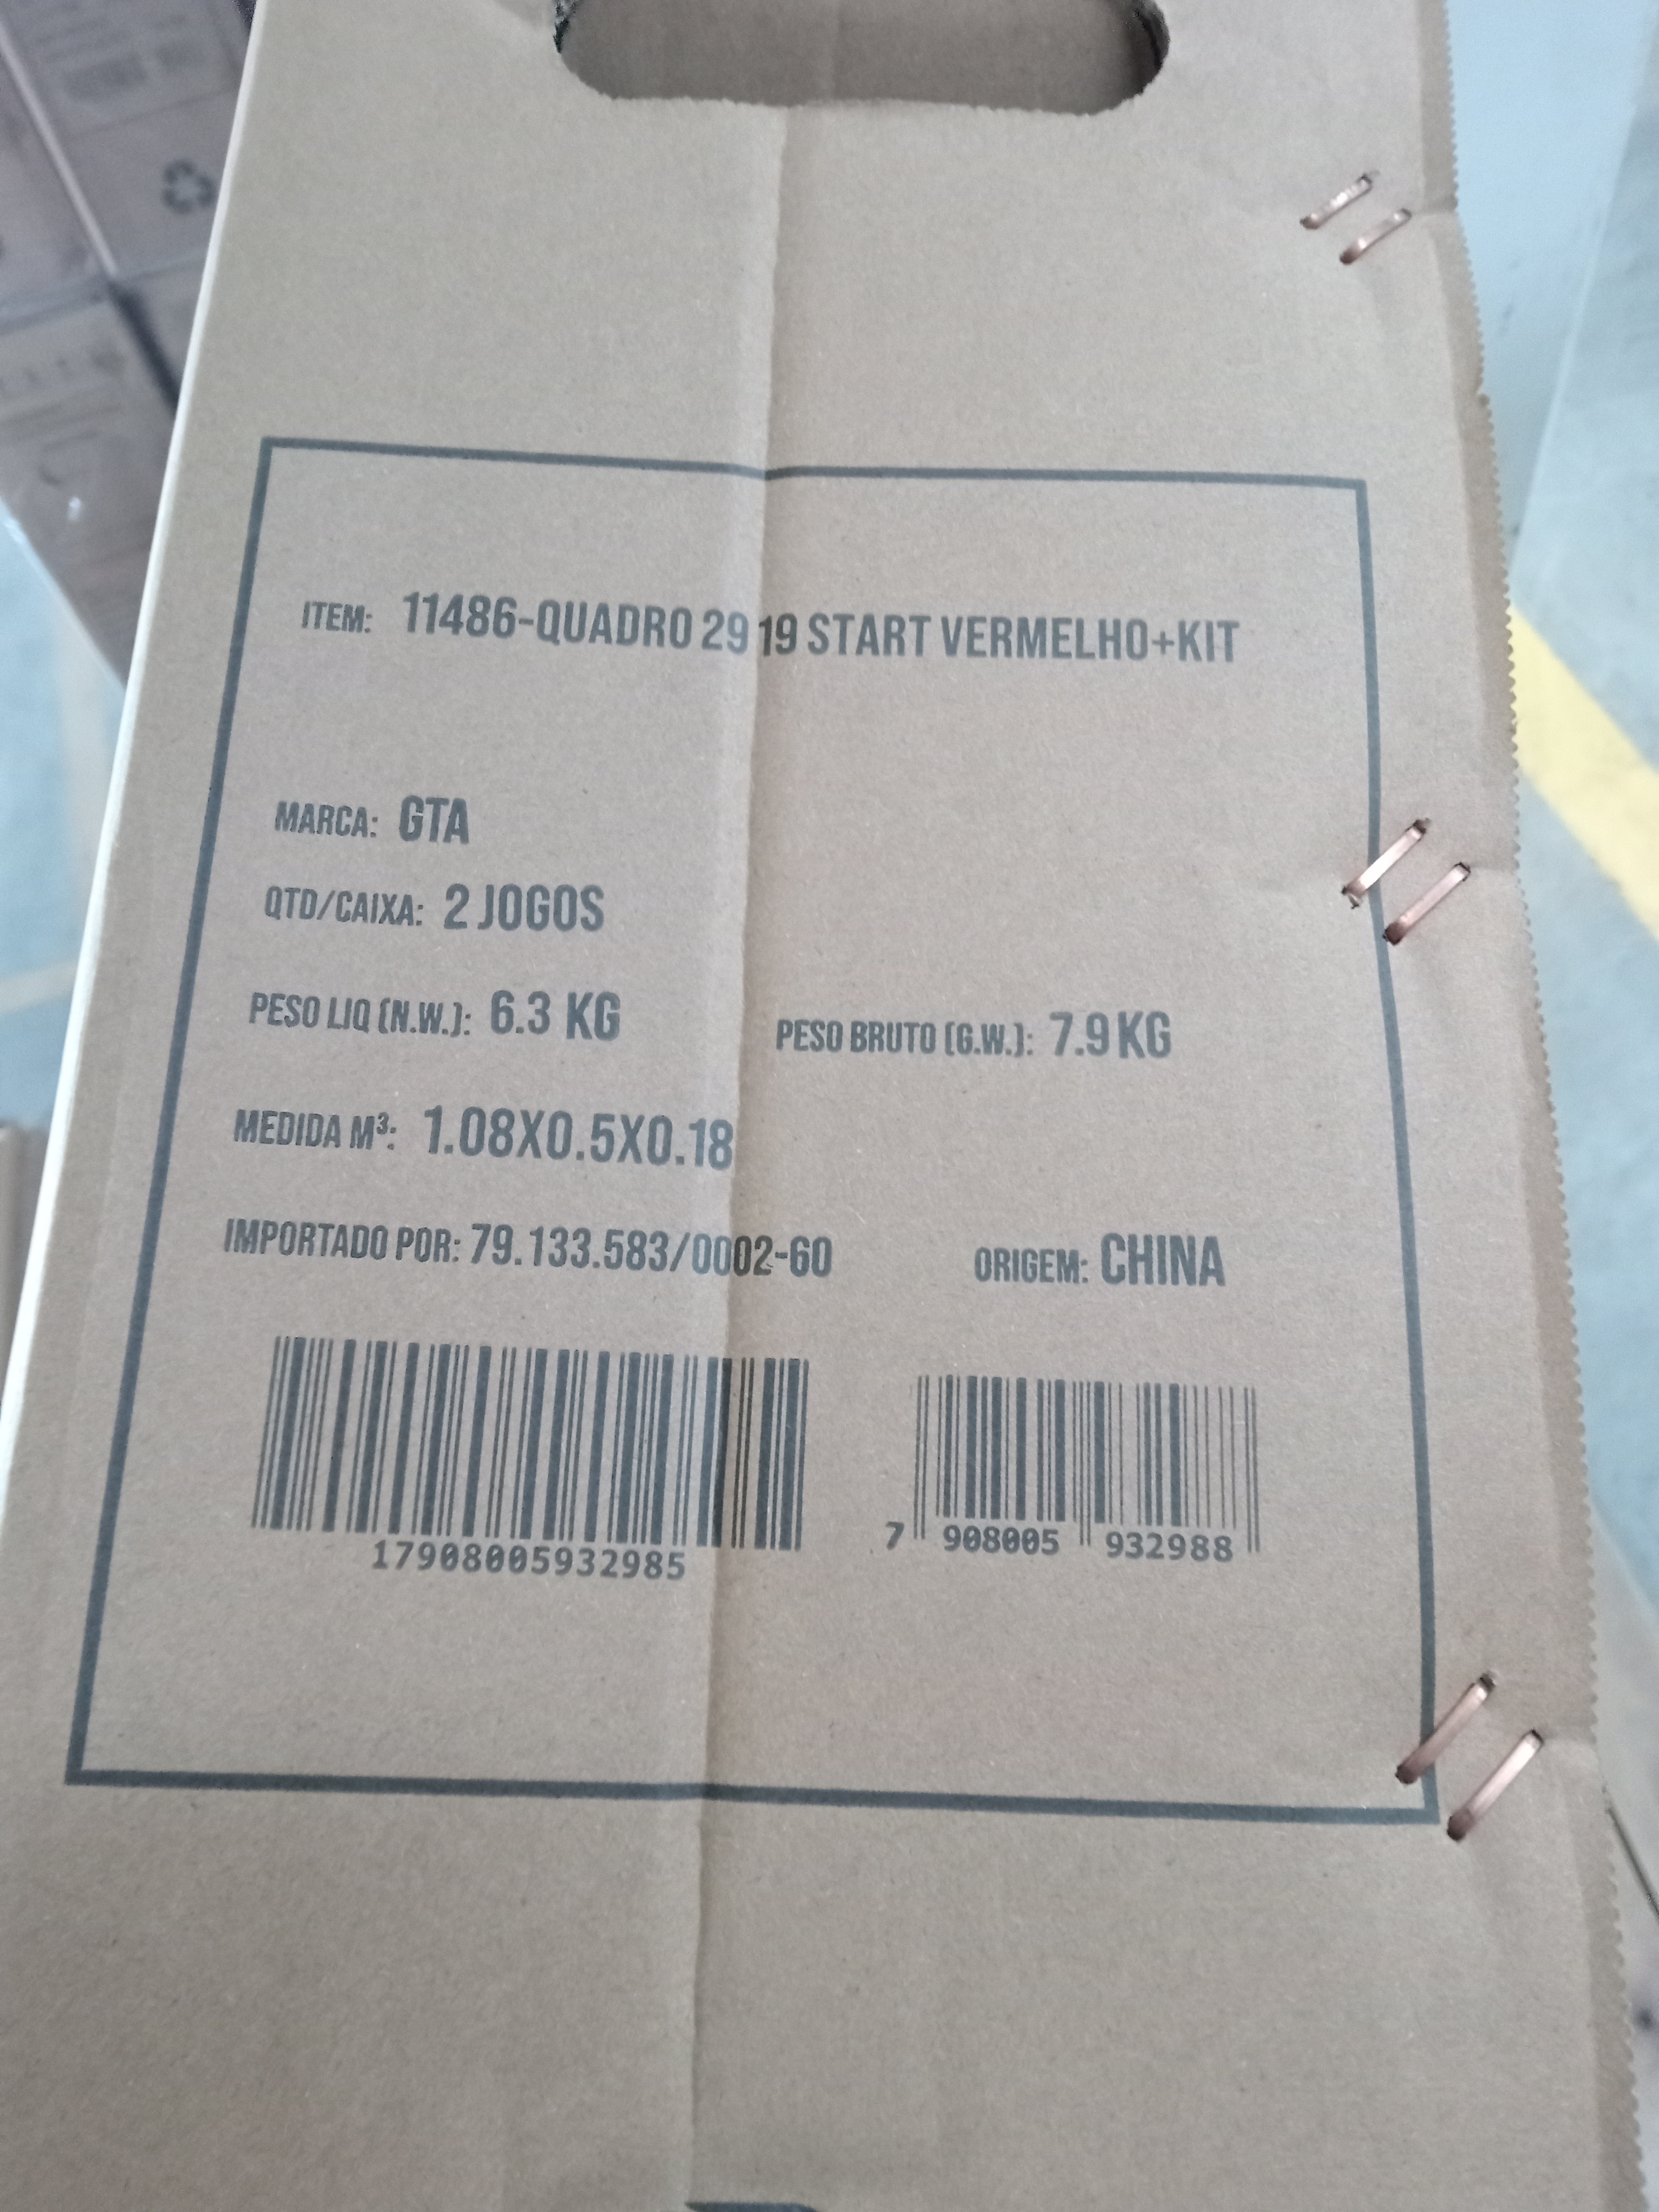 ITEM: 11486-QUADRO 29 19 START VERMELHO+KIT
MARCA: GTA
QTD/CAIXA: 2 JOGOS
PESO LIQ (N.W.): 6.3 KG PESO BRUTO (G.W.): 7.9 KG
MEDIDA M³: 1.08X0.5X0.18
IMPORTADO POR: 79.133.583/0002-60 ORIGEM: CHINA
17908005932985 7 908005 932988